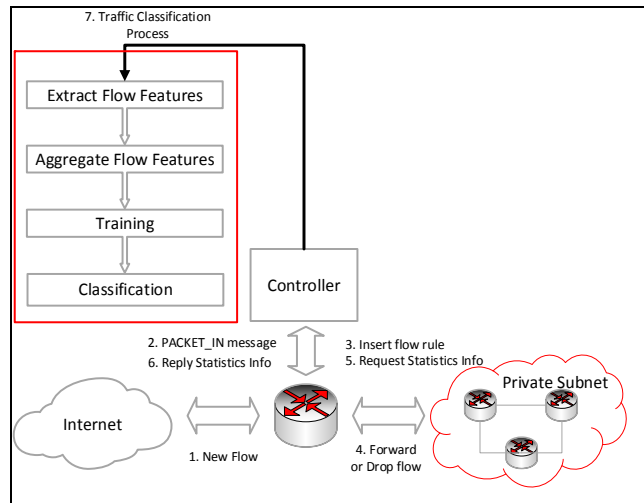 7. Traffic Classification
Process
Extract Flow Features
Aggregate Flow Features
Training
Classification
Controller
2. PACKET_IN message
6. Reply Statistics Info
3. Insert flow rule
5. Request Statistics Info
Internet
1. New Flow
4. Forward
or Drop flow
Private Subnet